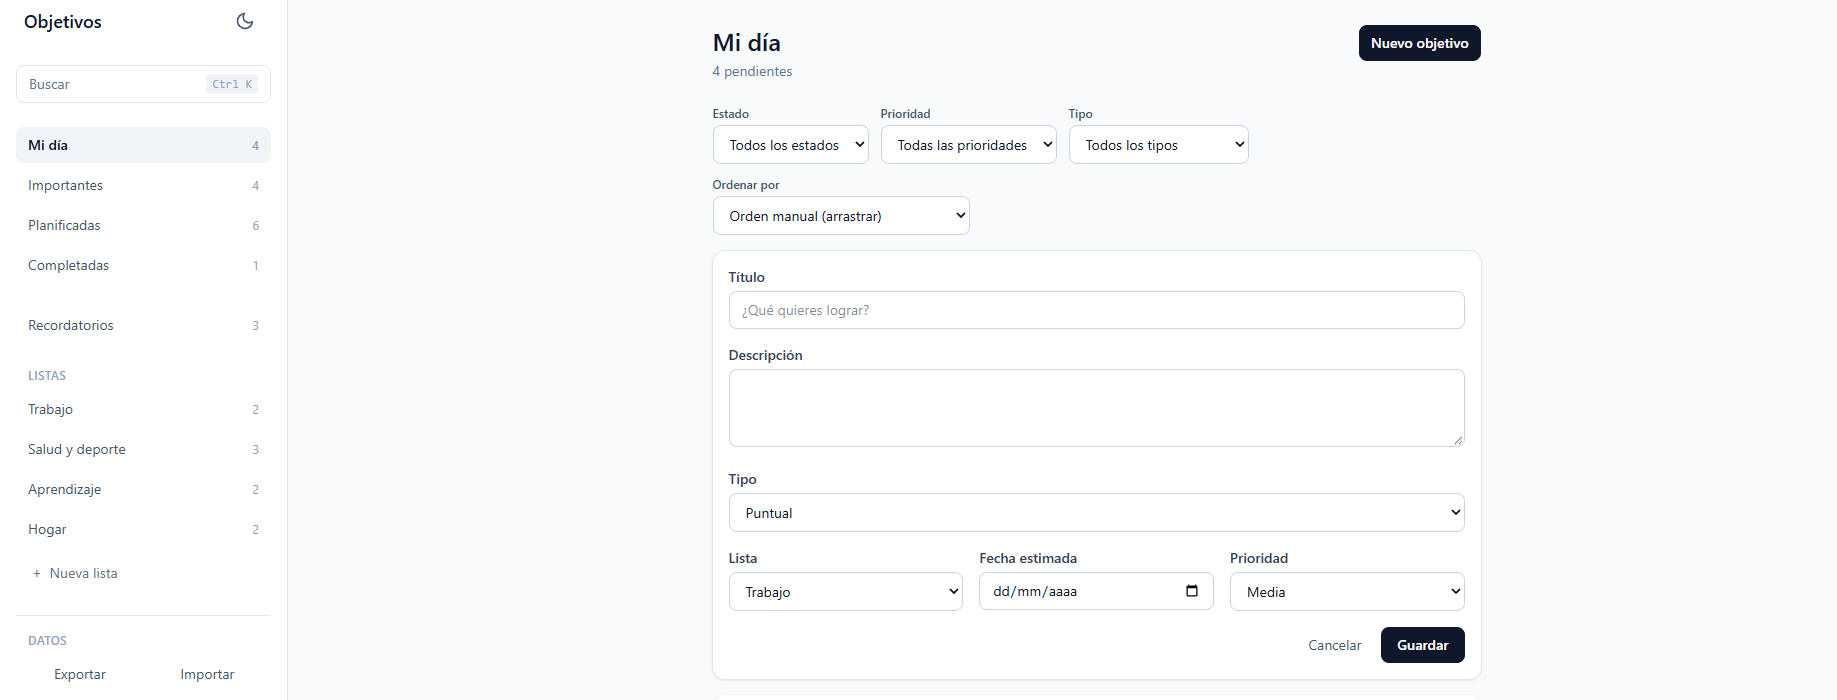 Objetivos
Buscar Ctrl K
Mi día 4
Importantes 4
Planificadas 6
Completadas 1
Recordatorios 3
LISTAS
Trabajo 2
Salud y deporte 3
Aprendizaje 2
Hogar 2
+ Nueva lista
DATOS
Exportar Importar
Mi día
4 pendientes
Nuevo objetivo
Estado Prioridad Tipo
Todos los estados Todas las prioridades Todos los tipos
Ordenar por
Orden manual (arrastrar)
Título
¿Qué quieres lograr?
Descripción
Tipo
Puntual
Lista Fecha estimada Prioridad
Trabajo dd/mm/aaaa Media
Cancelar Guardar